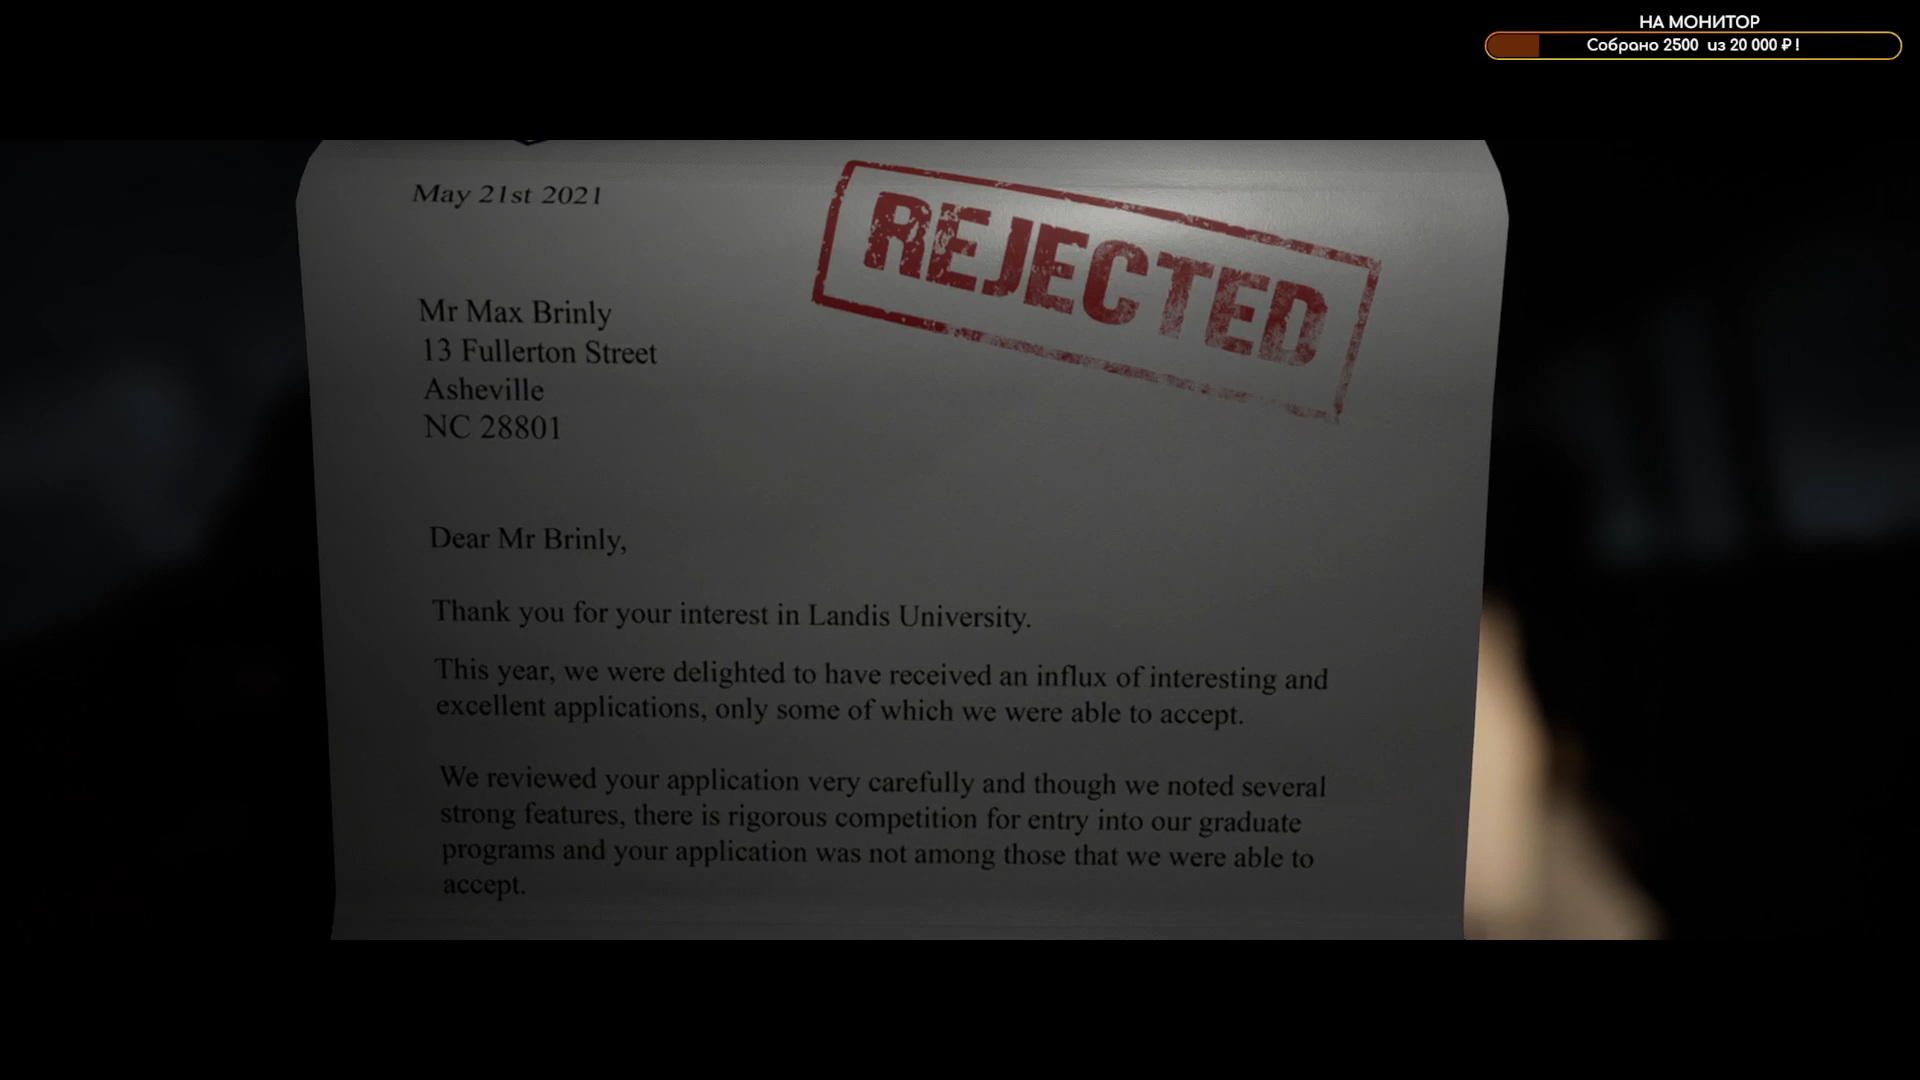 НА МОНИТОР
Собрано 2500 из 20 000 ₽ !
May 21st 2021
REJECTED
Mr Max Brinly
13 Fullerton Street
Asheville
NC 28801
Dear Mr Brinly,
Thank you for your interest in Landis University.
This year, we were delighted to have received an influx of interesting and
excellent applications, only some of which we were able to accept.
We reviewed your application very carefully and though we noted several
strong features, there is rigorous competition for entry into our graduate
programs and your application was not among those that we were able to
accept.